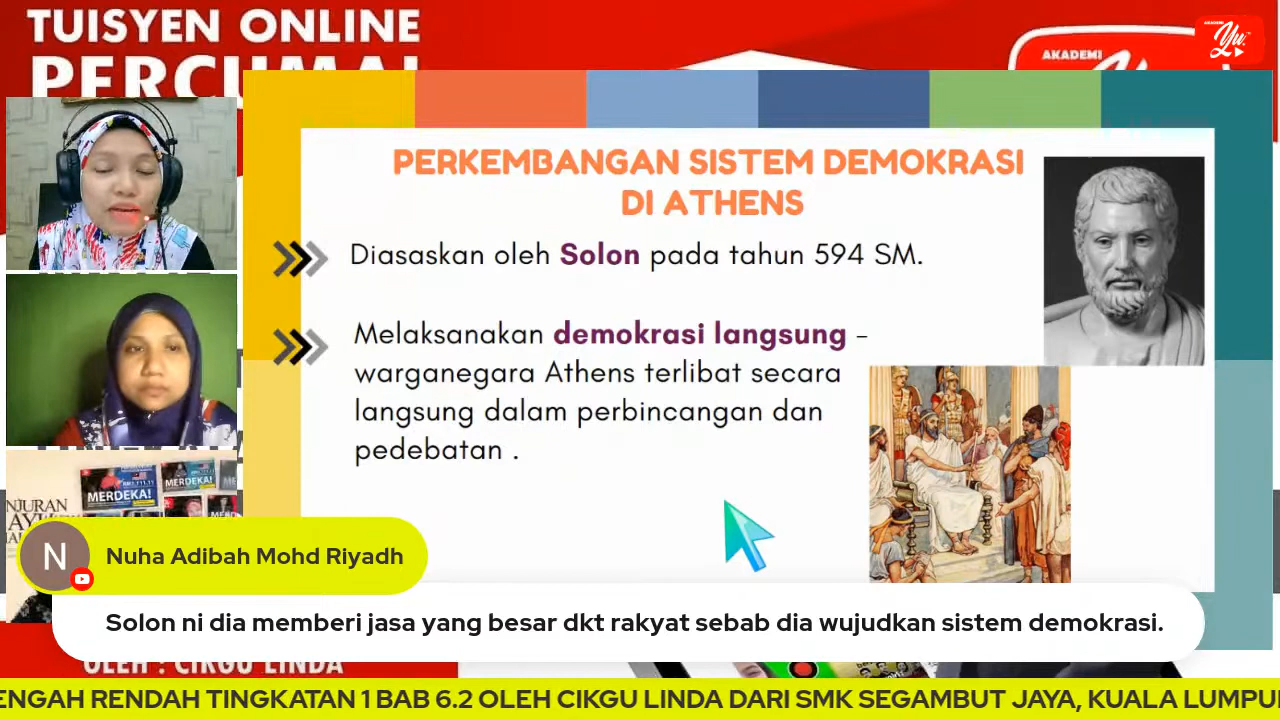 TUISYEN ONLINE
AKADEMI
AKADEMI
PERKEMBANGAN SISTEM DEMOKRASI
DI ATHENS
Diasaskan oleh Solon pada tahun 594 SM.
Melaksanakan demokrasi langsung –
warganegara Athens terlibat secara
langsung dalam perbincangan dan
pedebatan .
MERDEKA!
MERDEKA!
NJURAN
N
Nuha Adibah Mohd Riyadh
Solon ni dia memberi jasa yang besar dkt rakyat sebab dia wujudkan sistem demokrasi.
OLEH : CIKGU LINDA
ENGAH RENDAH TINGKATAN 1 BAB 6.2 OLEH CIKGU LINDA DARI SMK SEGAMBUT JAYA, KUALA LUMPU